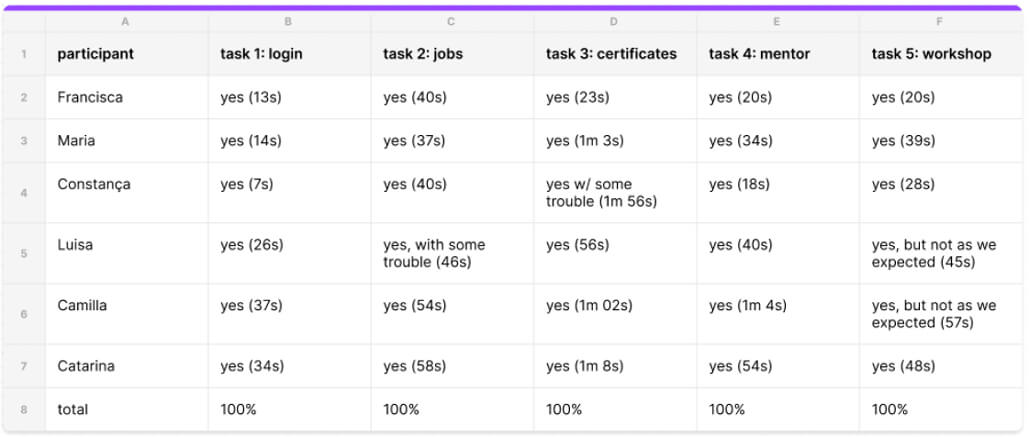 A B C D E F
1 participant task 1: login task 2: jobs task 3: certificates task 4: mentor task 5: workshop
2 Francisca yes (13s) yes (40s) yes (23s) yes (20s) yes (20s)
3 Maria yes (14s) yes (37s) yes (1m 3s) yes (34s) yes (39s)
4 Constança yes (7s) yes (40s) yes w/ some yes (18s) yes (28s)
trouble (1m 56s)
5 Luisa yes (26s) yes, with some yes (56s) yes (40s) yes, but not as we
trouble (46s) expected (45s)
6 Camilla yes (37s) yes (54s) yes (1m 02s) yes (1m 4s) yes, but not as we
expected (57s)
7 Catarina yes (34s) yes (58s) yes (1m 8s) yes (54s) yes (48s)
8 total 100% 100% 100% 100% 100%